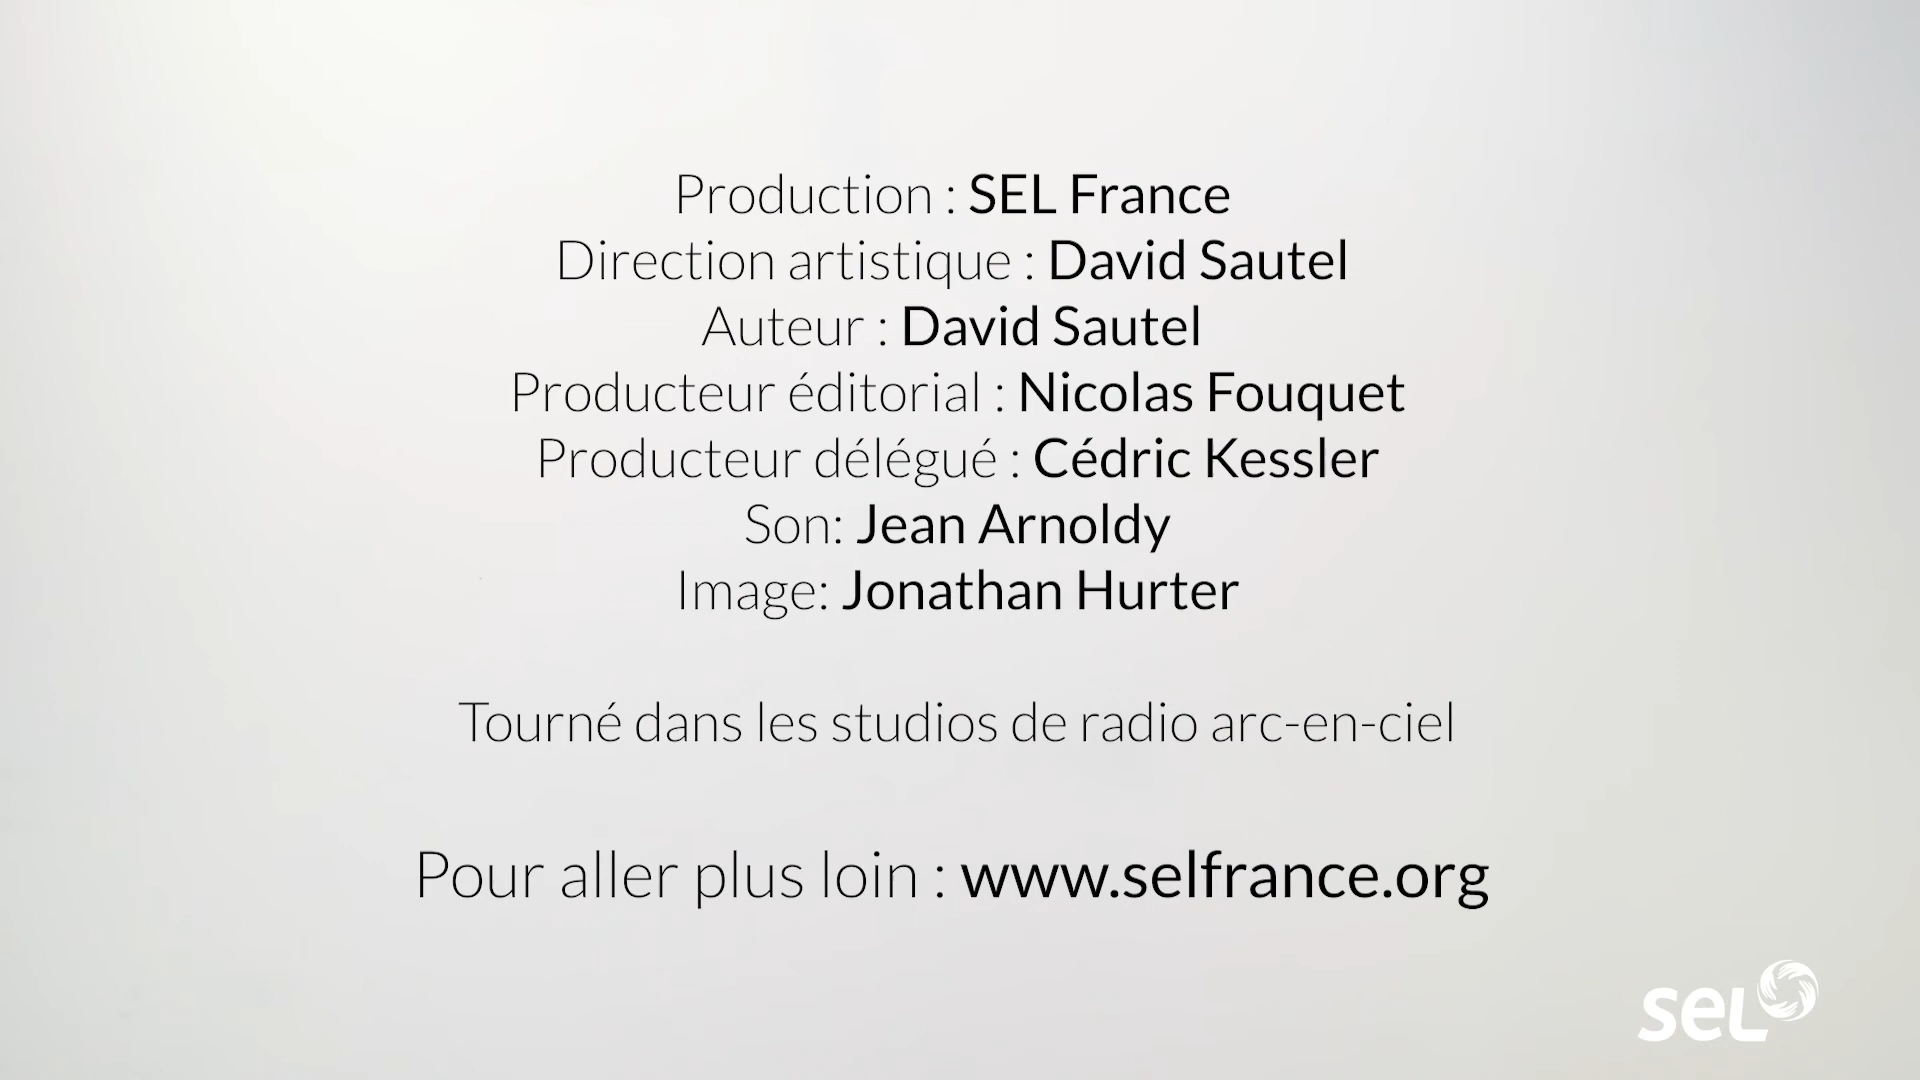 Production : SEL France
Direction artistique : David Sautel
Auteur : David Sautel
Producteur éditorial : Nicolas Fouquet
Producteur délégué : Cédric Kessler
Son: Jean Arnoldy
Image: Jonathan Hurter
Tourné dans les studios de radio arc-en-ciel
Pour aller plus loin : www.selfrance.org
SEL